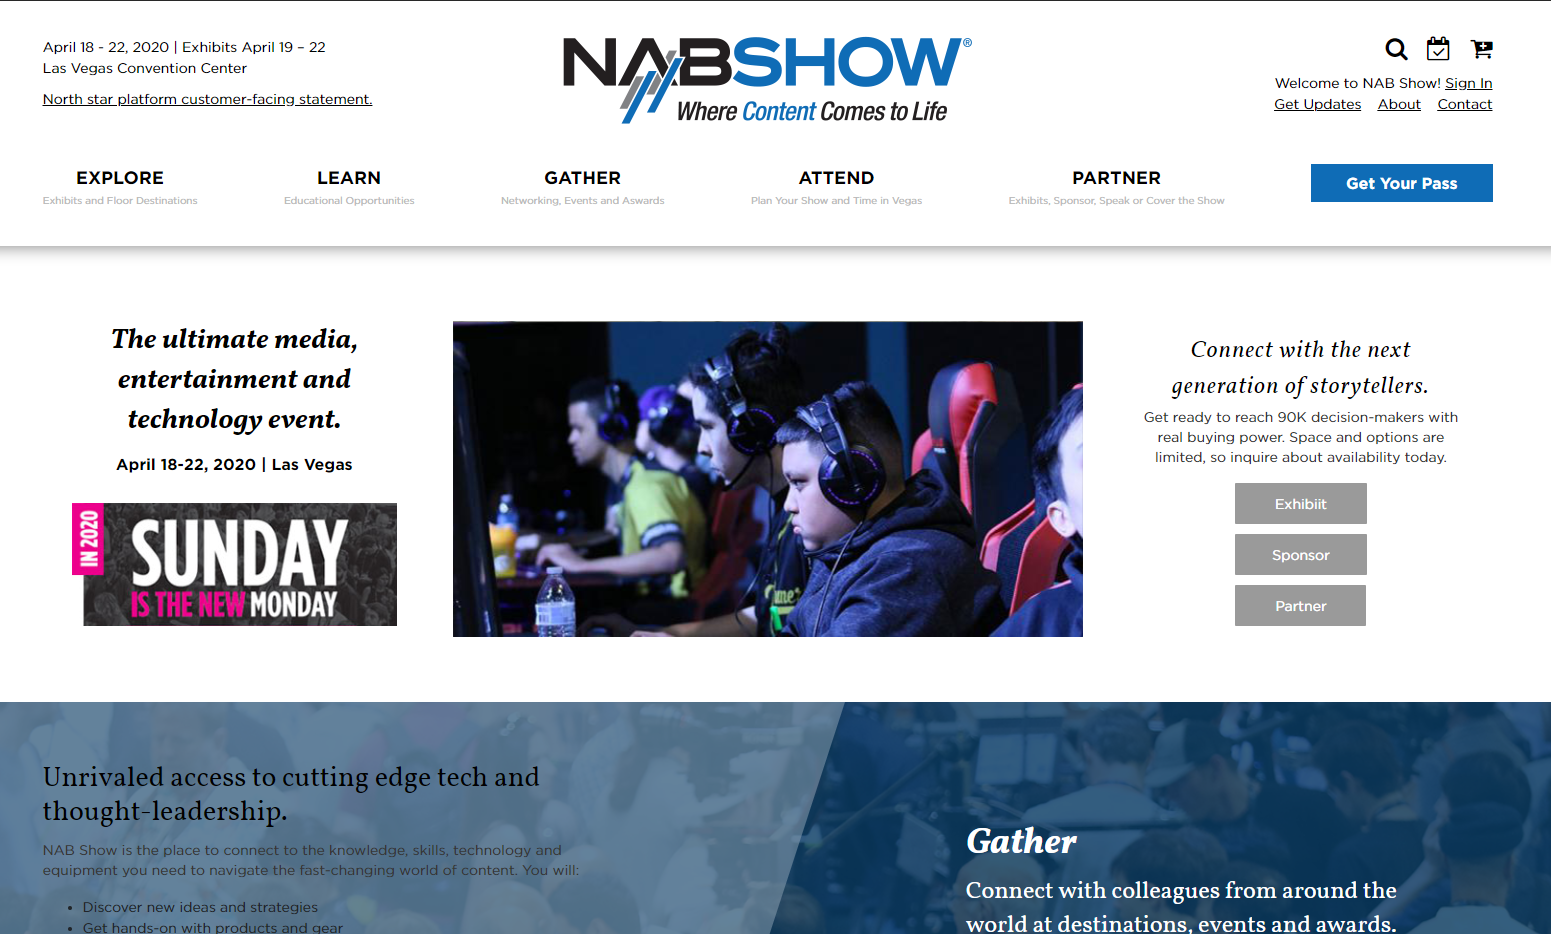 April 18 - 22, 2020 | Exhibits April 19 – 22
Las Vegas Convention Center
North star platform customer-facing statement.
NABSHOW®
Where Content Comes to Life
Welcome to NAB Show! Sign In
Get Updates About Contact
EXPLORE
Exhibits and Floor Destinations
LEARN
Educational Opportunities
GATHER
Networking, Events and Aswards
ATTEND
Plan Your Show and Time in Vegas
PARTNER
Exhibits, Sponsor, Speak or Cover the Show
Get Your Pass
The ultimate media,
entertainment and
technology event.
April 18-22, 2020 | Las Vegas
IN 2020
SUNDAY
IS THE NEW MONDAY
Connect with the next
generation of storytellers.
Get ready to reach 90K decision-makers with
real buying power. Space and options are
limited, so inquire about availability today.
Exhibiit
Sponsor
Partner
Unrivaled access to cutting edge tech and
thought-leadership.
NAB Show is the place to connect to the knowledge, skills, technology and
equipment you need to navigate the fast-changing world of content. You will:
• Discover new ideas and strategies
• Get hands-on with products and gear
Gather
Connect with colleagues from around the
world at destinations, events and awards.